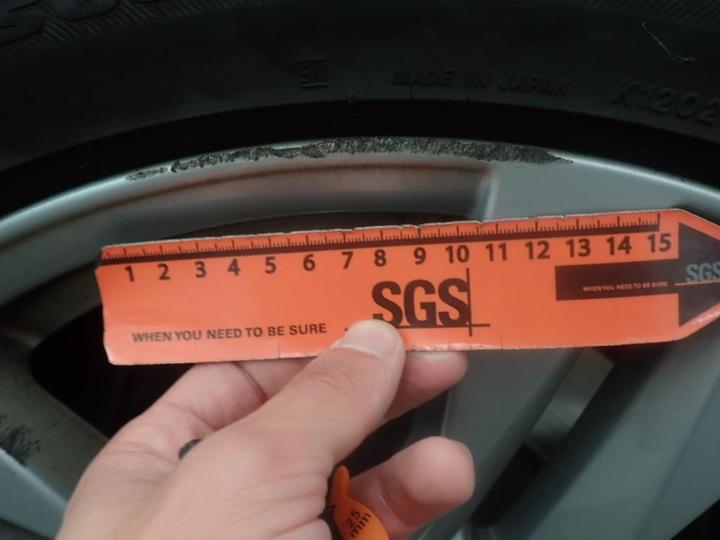 MADE IN JAPAN
K1202
1 2 3 4 5 6 7 8 9 10 11 12 13 14 15
SGS
WHEN YOU NEED TO BE SURE
WHEN YOU NEED TO BE SURE
SGS
25
mm